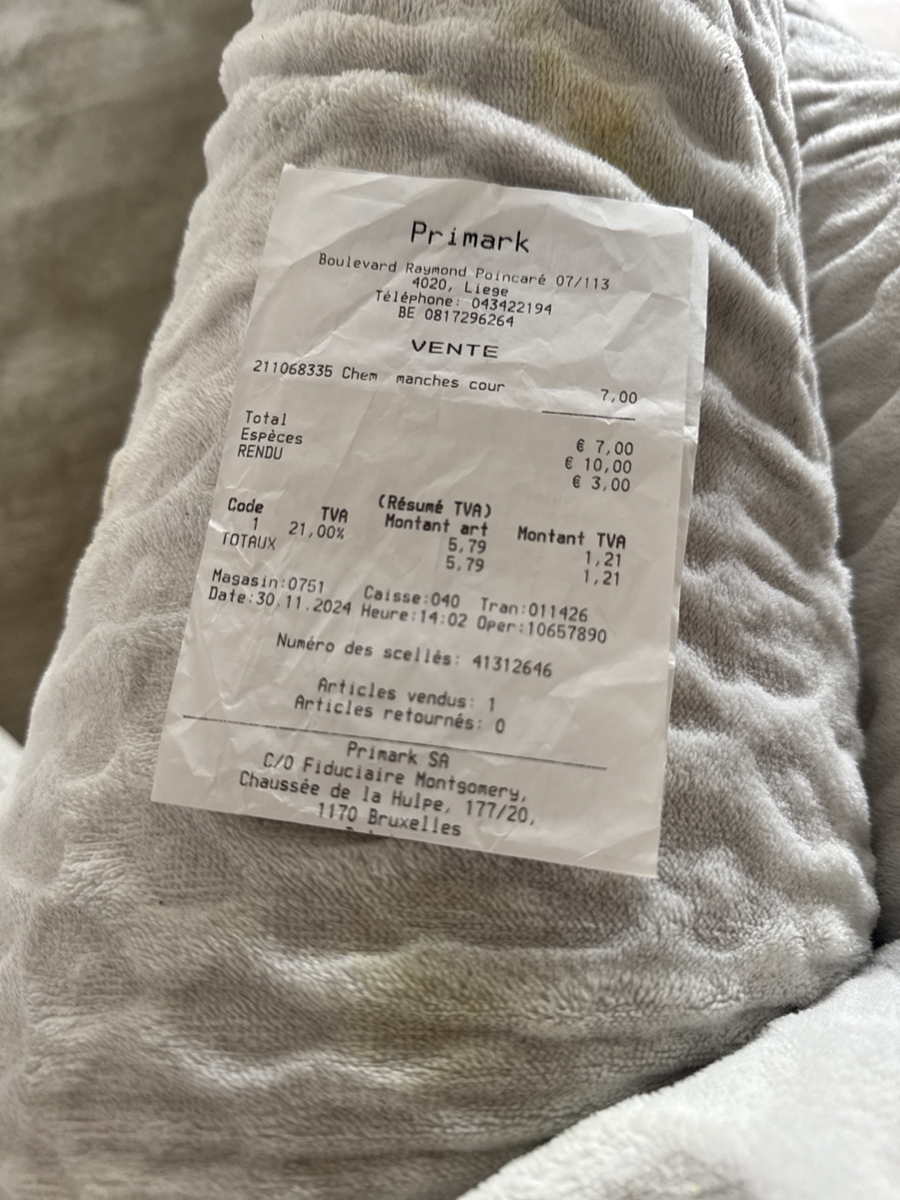 Primark
Boulevard Raymond Poincaré 07/113
4020, Liege
Téléphone: 043422194
BE 0817296264
VENTE
211068335 Chem manches cour 7,00
Total € 7,00
Espèces € 10,00
RENDU € 3,00
(Résumé TVA)
Code TVA Montant art Montant TVA
1 21,00% 5,79 1,21
TOTAUX 5,79 1,21
Magasin:0751 Caisse:040 Tran:011426
Date:30.11.2024 Heure:14:02 Oper:10657890
Numéro des scellés: 41312646
Articles vendus: 1
Articles retournés: 0
Primark SA
C/O Fiduciaire Montgomery,
Chaussée de la Hulpe, 177/20,
1170 Bruxelles